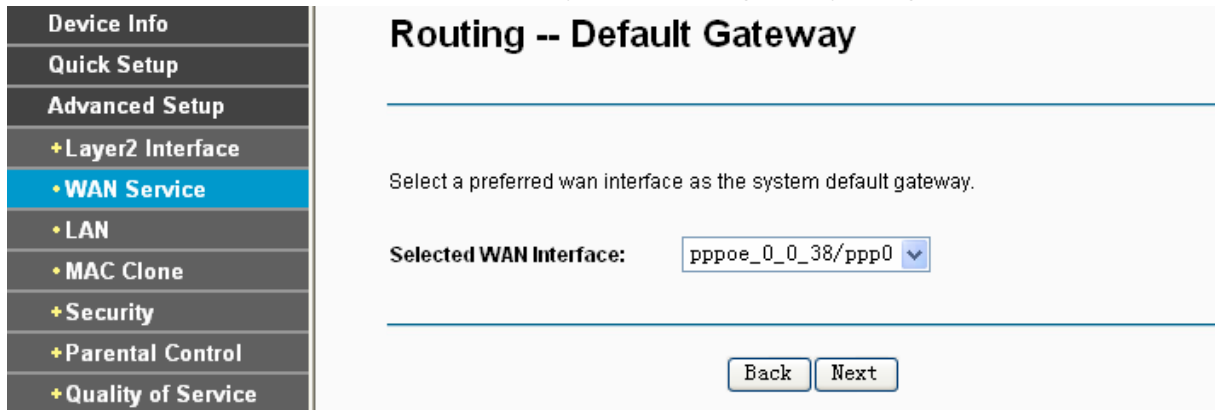 Device Info
Quick Setup
Advanced Setup
+Layer2 Interface
•WAN Service
•LAN
•MAC Clone
+Security
+Parental Control
+Quality of Service
Routing -- Default Gateway
Select a preferred wan interface as the system default gateway.
Selected WAN Interface: pppoe_0_0_38/ppp0
Back Next